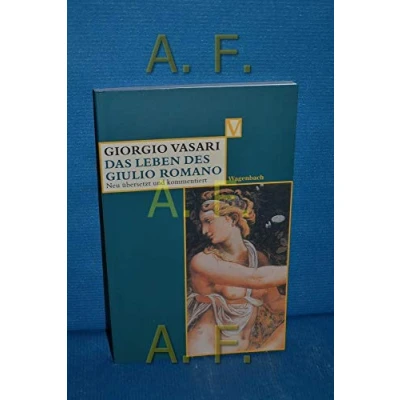 A. F.
V
GIORGIO VASARI
DAS LEBEN DES
GIULIO ROMANO
Neu übersetzt und kommentiert
Wagenbach
A. F.
A. F.